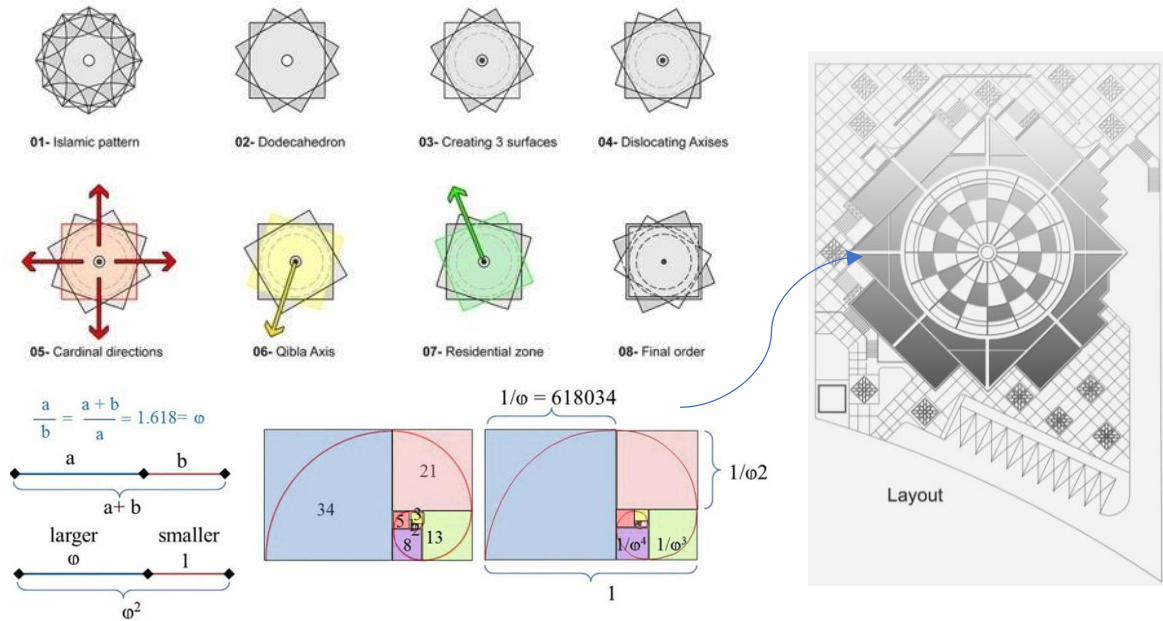 01- Islamic pattern
02- Dodecahedron
03- Creating 3 surfaces
04- Dislocating Axises
05- Cardinal directions
06- Qibla Axis
07- Residential zone
08- Final order
a/b = a + b/a = 1.618= φ
a b
a+ b
larger smaller
φ 1
φ²
34
21
13
8
5
3
2
1/φ = 618034
1/φ2
1/φ⁴
1/φ³
1
Layout